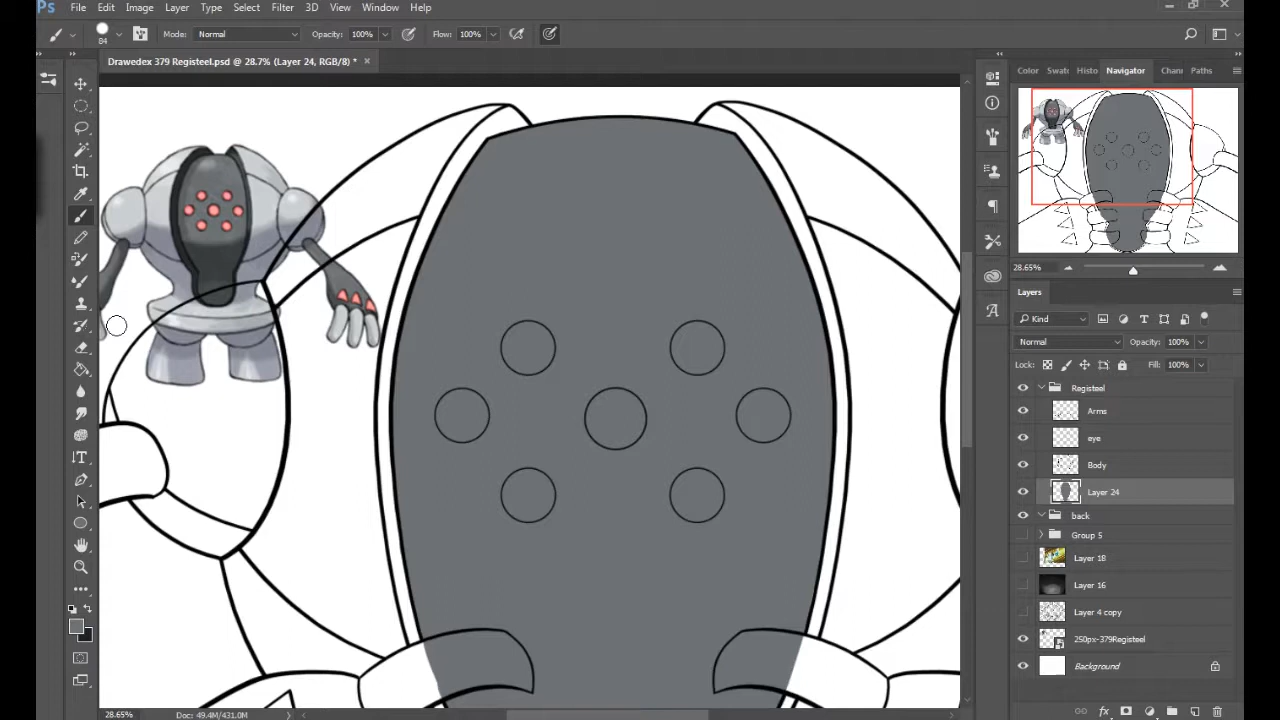 Ps File Edit Image Layer Type Select Filter 3D View Window Help
84 Mode: Normal Opacity: 100% Flow: 100%
Drawedex 379 Registeel.psd @ 28.7% (Layer 24, RGB/8) * ×
Color Swatc Histo Navigator Chani Paths
28.65%
Layers
Kind
Normal Opacity: 100%
Lock: Fill: 100%
Registeel
Arms
eye
Body
Layer 24
back
Group 5
Layer 18
Layer 16
Layer 4 copy
250px-379Registeel
Background
28.65% Doc: 49.4M/431.0M